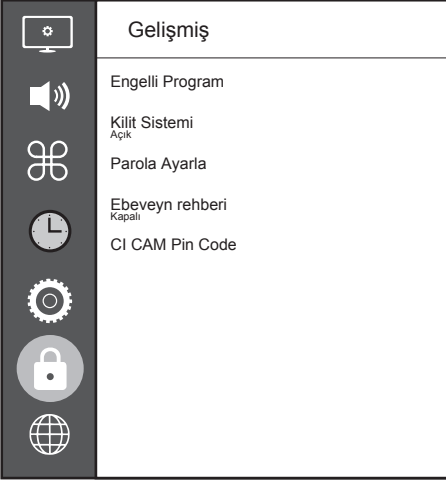 Gelişmiş
Engelli Program
Kilit Sistemi
Açık
Parola Ayarla
Ebeveyn rehberi
Kapalı
CI CAM Pin Code